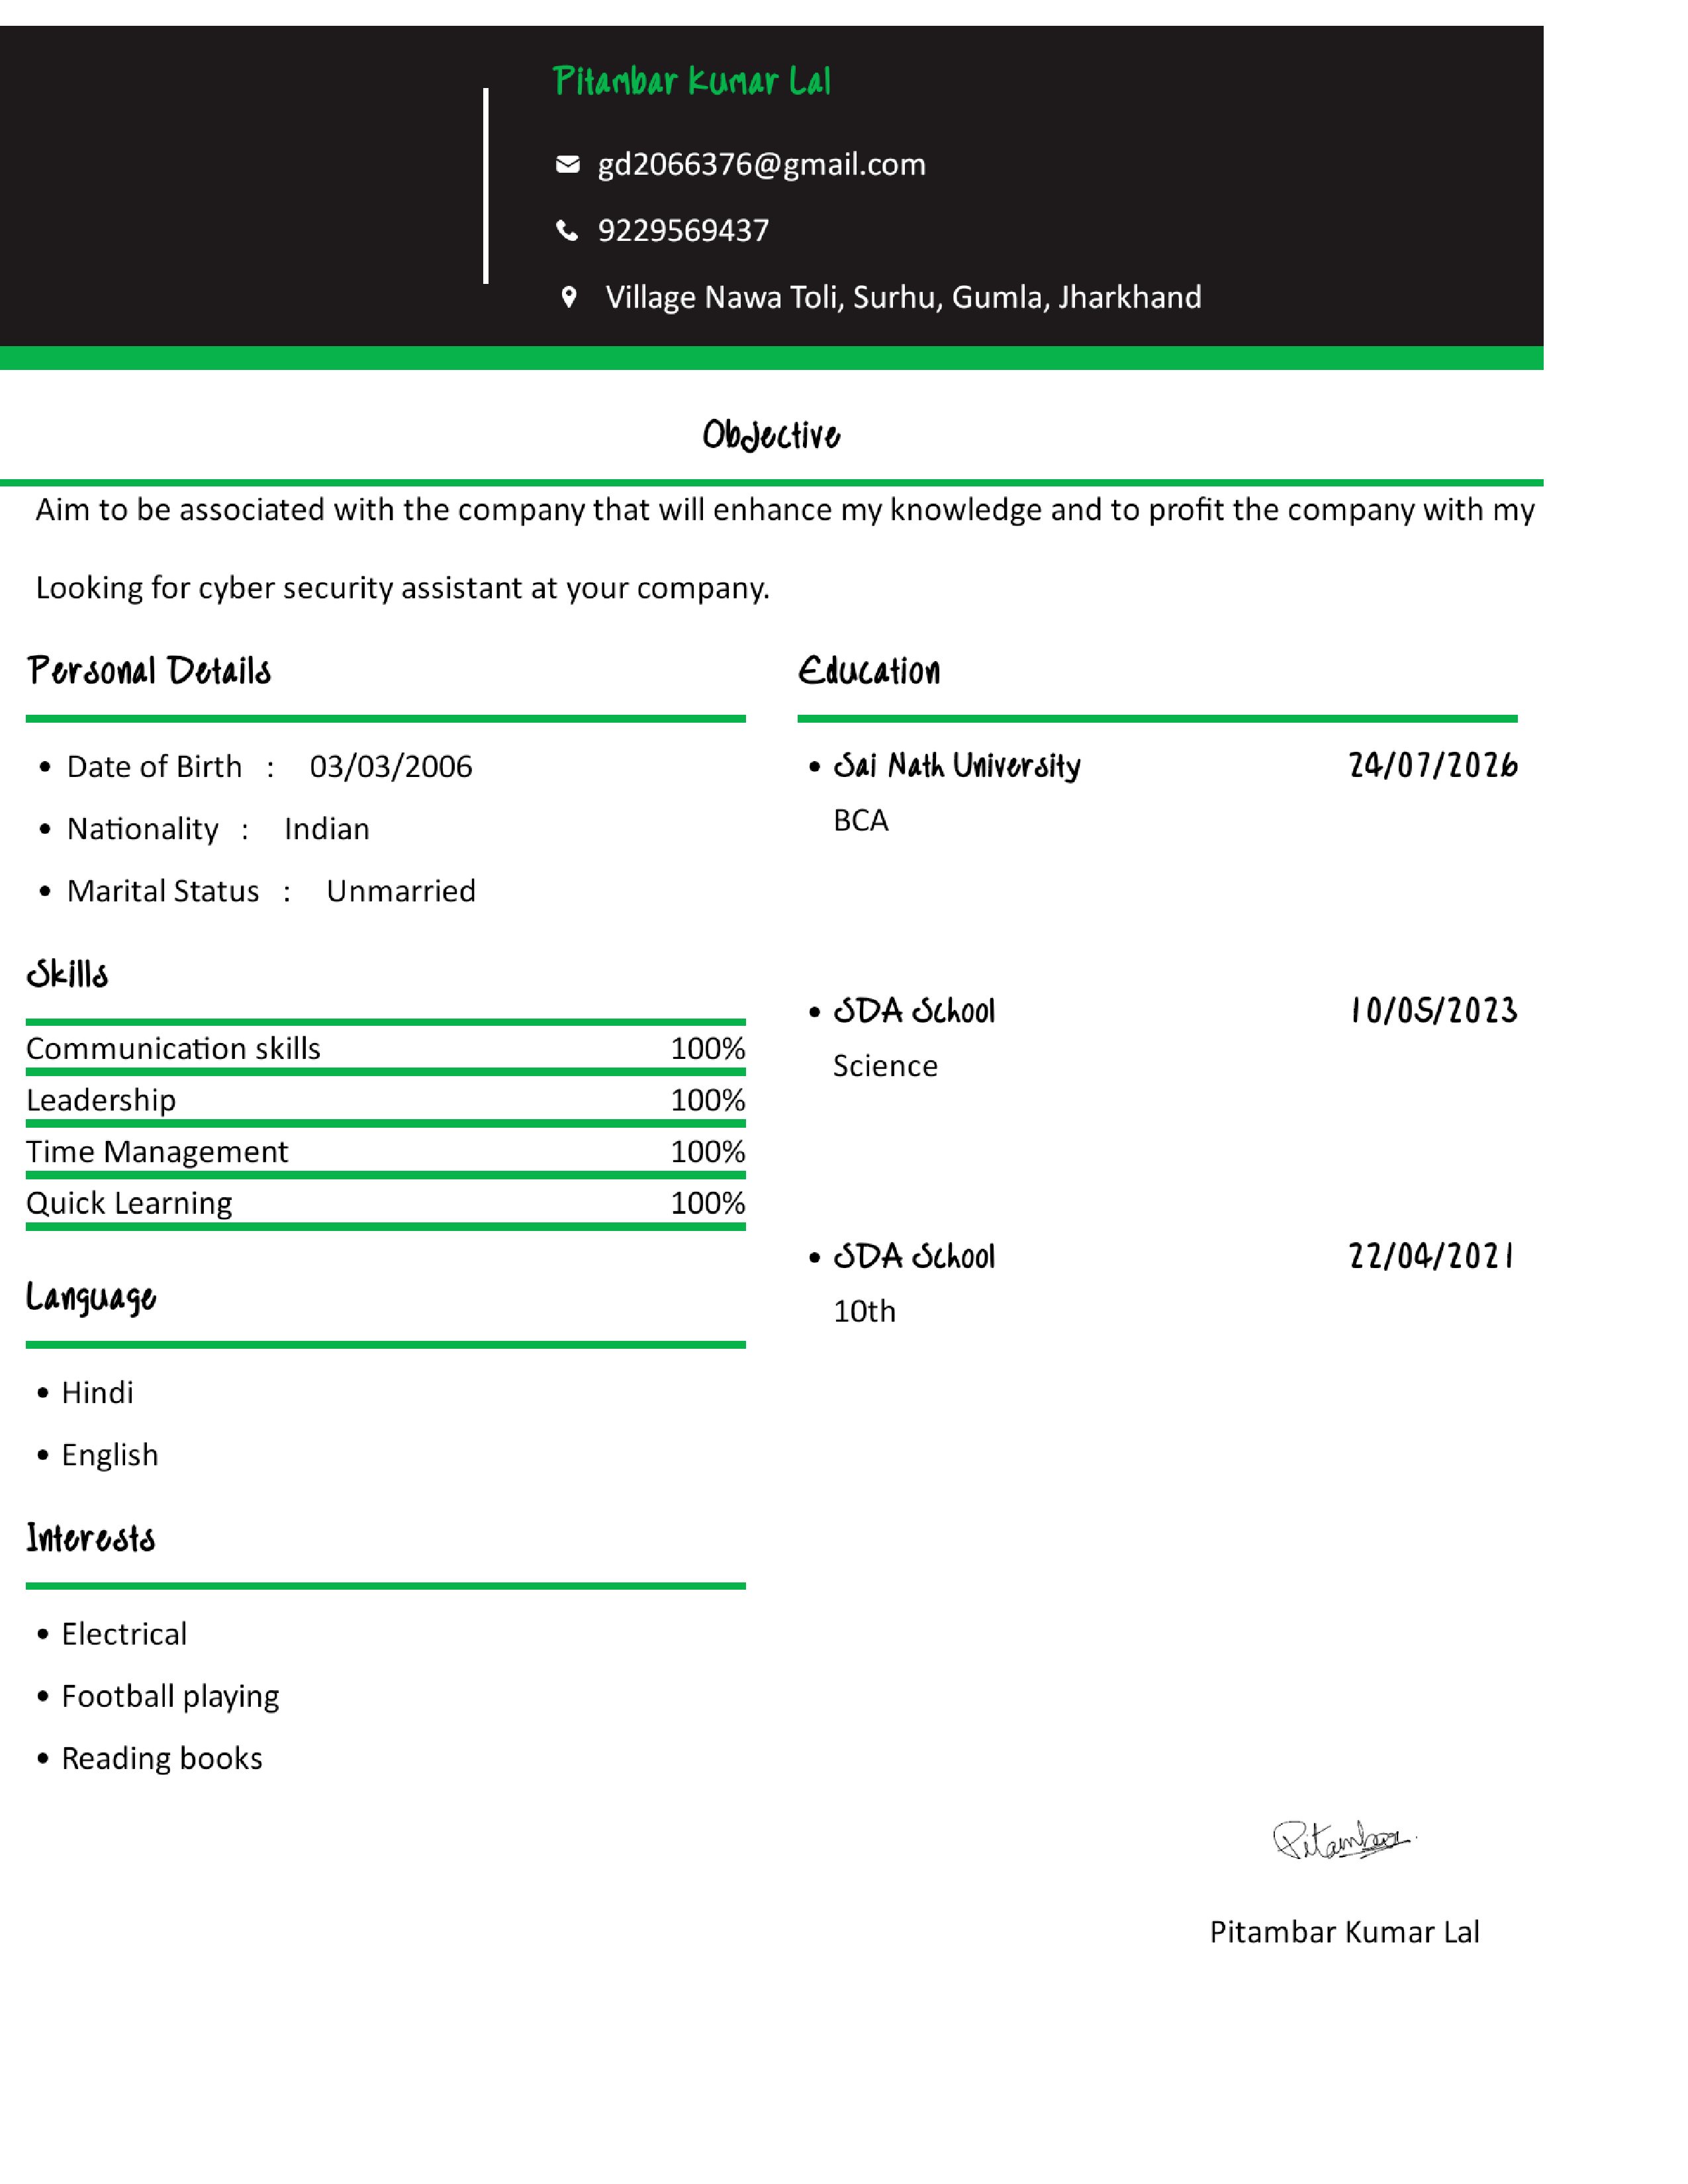 Pitambar Kumar Lal
gd2066376@gmail.com
9229569437
Village Nawa Toli, Surhu, Gumla, Jharkhand
Objective
Aim to be associated with the company that will enhance my knowledge and to profit the company with my
Looking for cyber security assistant at your company.
Personal Details
• Date of Birth : 03/03/2006
• Nationality : Indian
• Marital Status : Unmarried
Skills
Communication skills 100%
Leadership 100%
Time Management 100%
Quick Learning 100%
Language
• Hindi
• English
Interests
• Electrical
• Football playing
• Reading books
Education
• Sai Nath University 24/07/2026
BCA
• SDA School 10/05/2023
Science
• SDA School 22/04/2021
10th
Pitambar
Pitambar Kumar Lal